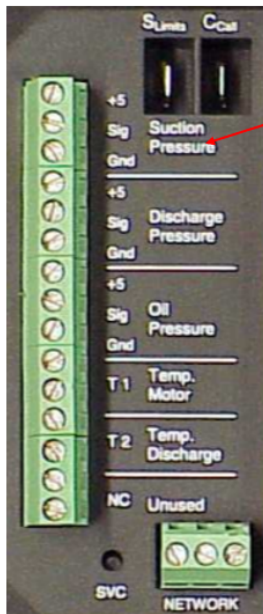 SLimits CCall
+5
Sig Suction
Pressure
Gnd
+5
Sig Discharge
Pressure
Gnd
+5
Sig Oil
Pressure
Gnd
T 1 Temp.
Motor
T 2 Temp.
Discharge
NC Unused
SVC
NETWORK